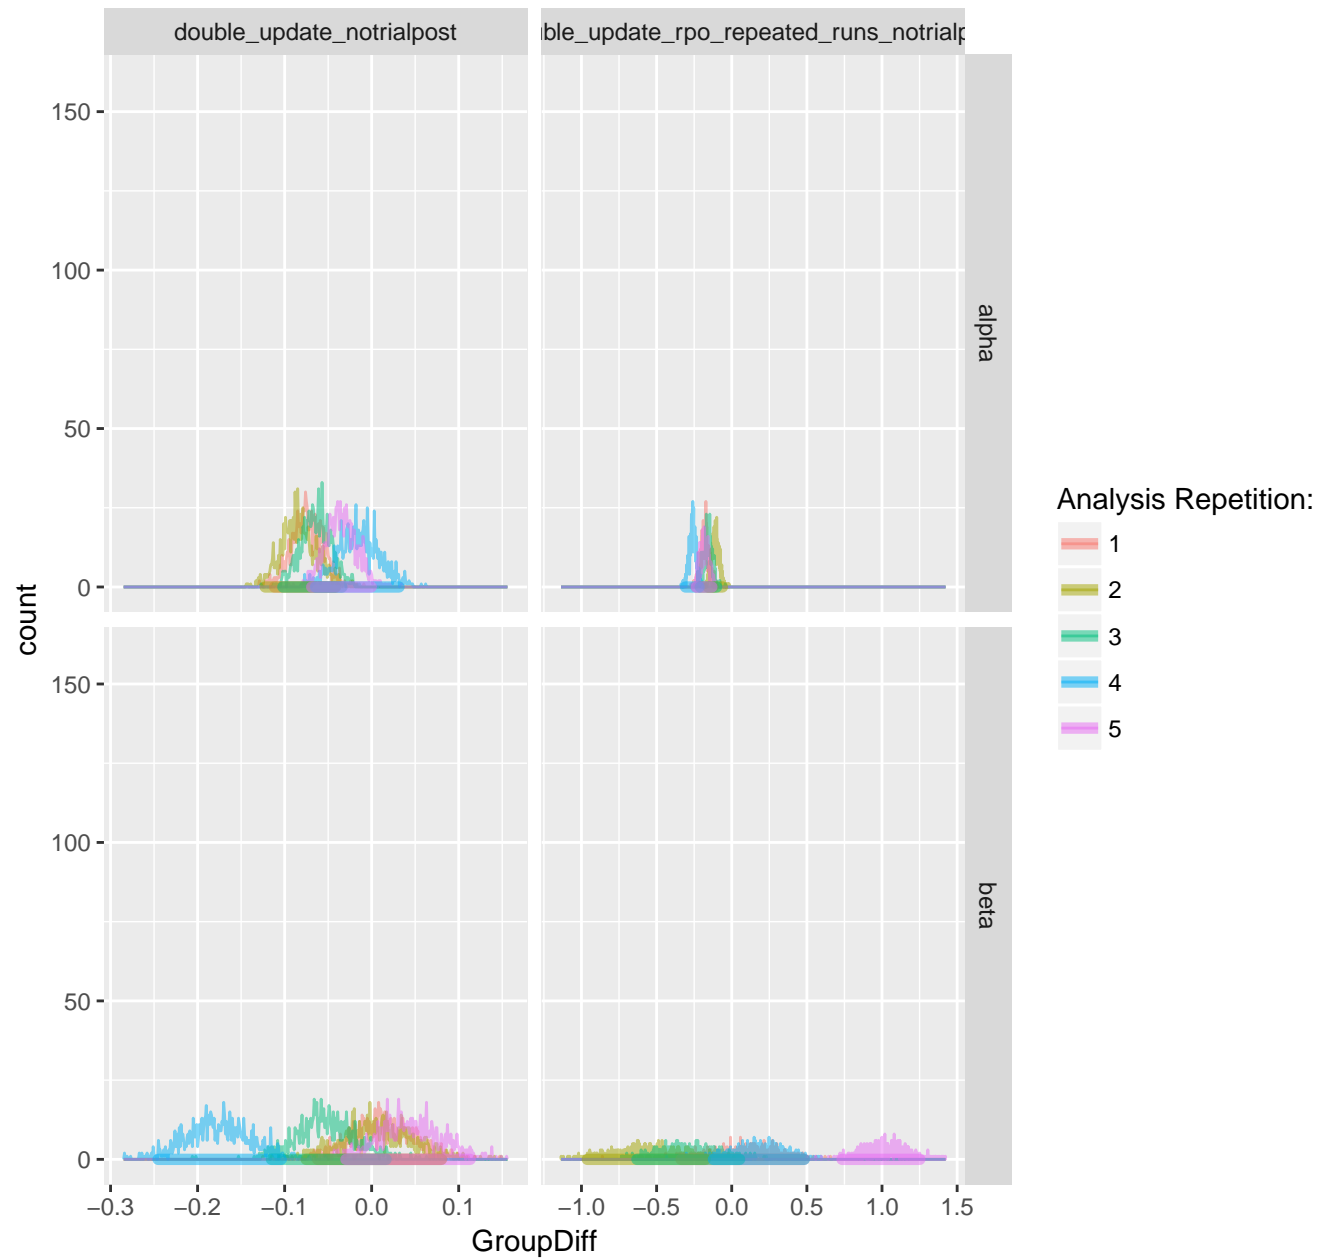 double_update_notrialpost
ble_update_rpo_repeated_runs_notrialp
150
100
50
0
alpha
count
150
100
50
0
beta
−0.3 −0.2 −0.1 0.0 0.1
−1.0 −0.5 0.0 0.5 1.0 1.5
GroupDiff
Analysis Repetition:
1
2
3
4
5